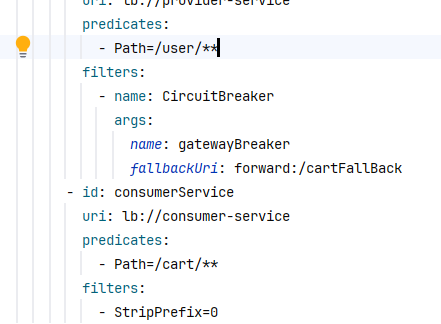 uri: lb://provider-service
predicates:
- Path=/user/**
filters:
- name: CircuitBreaker
args:
name: gatewayBreaker
fallbackUri: forward:/cartFallBack
- id: consumerService
uri: lb://consumer-service
predicates:
- Path=/cart/**
filters:
- StripPrefix=0